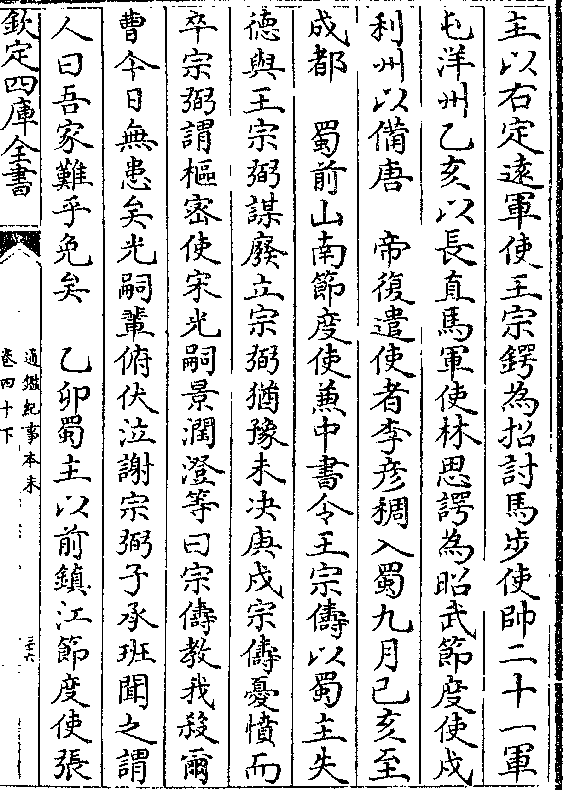 主以右定逺軍使王宗鍔為招討馬步使帥二十一軍
屯洋州乙亥以長直馬軍使林思諤為昭武節度使戍
利州以備唐　帝復遣使者李彦稠入蜀九月己亥至
成都　蜀前山南節度使兼中書令王宗儔以蜀主失
德與王宗弼謀廢立宗弼猶豫未決庚戌宗儔憂憤而
卒宗弼謂樞密使宋光嗣景潤澄等曰宗儔教我殺爾
曹今日無患矣光嗣輩俯伏泣謝宗弼子承班聞之謂
人曰吾家難乎免矣　乙卯蜀主以前鎮江節度使張
欽定四庫全書
通鑑紀事本末
卷四十下
三六